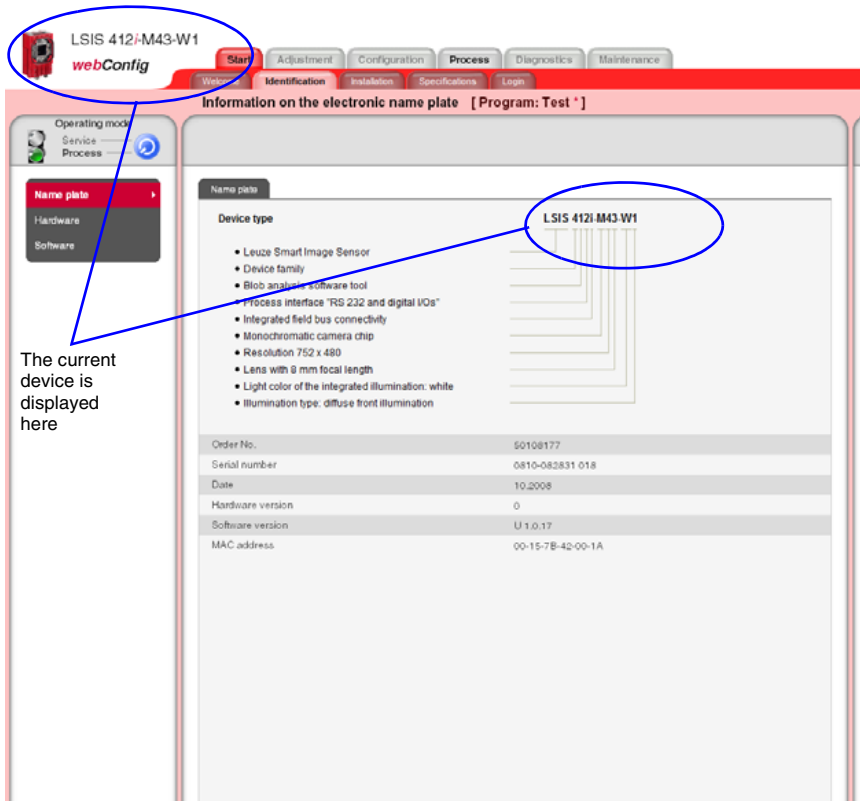 LSIS 412i-M43-W1
webConfig
Start Adjustment Configuration Process Diagnostics Maintenance
Welcome Identification Installation Specifications Login
Information on the electronic name plate [ Program: Test * ]
Operating mode
Service
Process
Name plate
Hardware
Software
The current
device is
displayed
here
Name plate
Device type LSIS 412i-M43-W1
• Leuze Smart Image Sensor
• Device family
• Blob analysis software tool
• Process interface "RS 232 and digital I/Os"
• Integrated field bus connectivity
• Monochromatic camera chip
• Resolution 752 x 480
• Lens with 8 mm focal length
• Light color of the integrated illumination: white
• Illumination type: diffuse front illumination
Order No. 50108177
Serial number 0810-082831 018
Date 10.2008
Hardware version 0
Software version U 1.0.17
MAC address 00-15-7B-42-00-1A